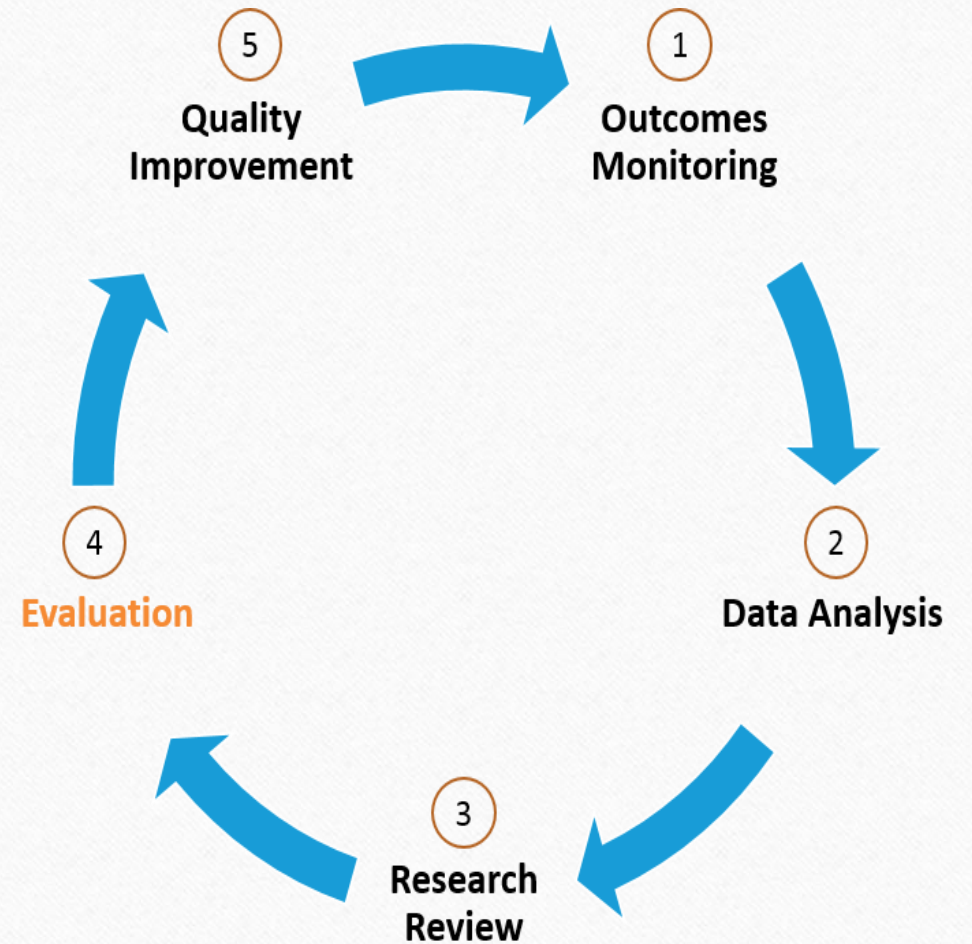 5
Quality
Improvement
1
Outcomes
Monitoring
4
Evaluation
2
Data Analysis
3
Research
Review